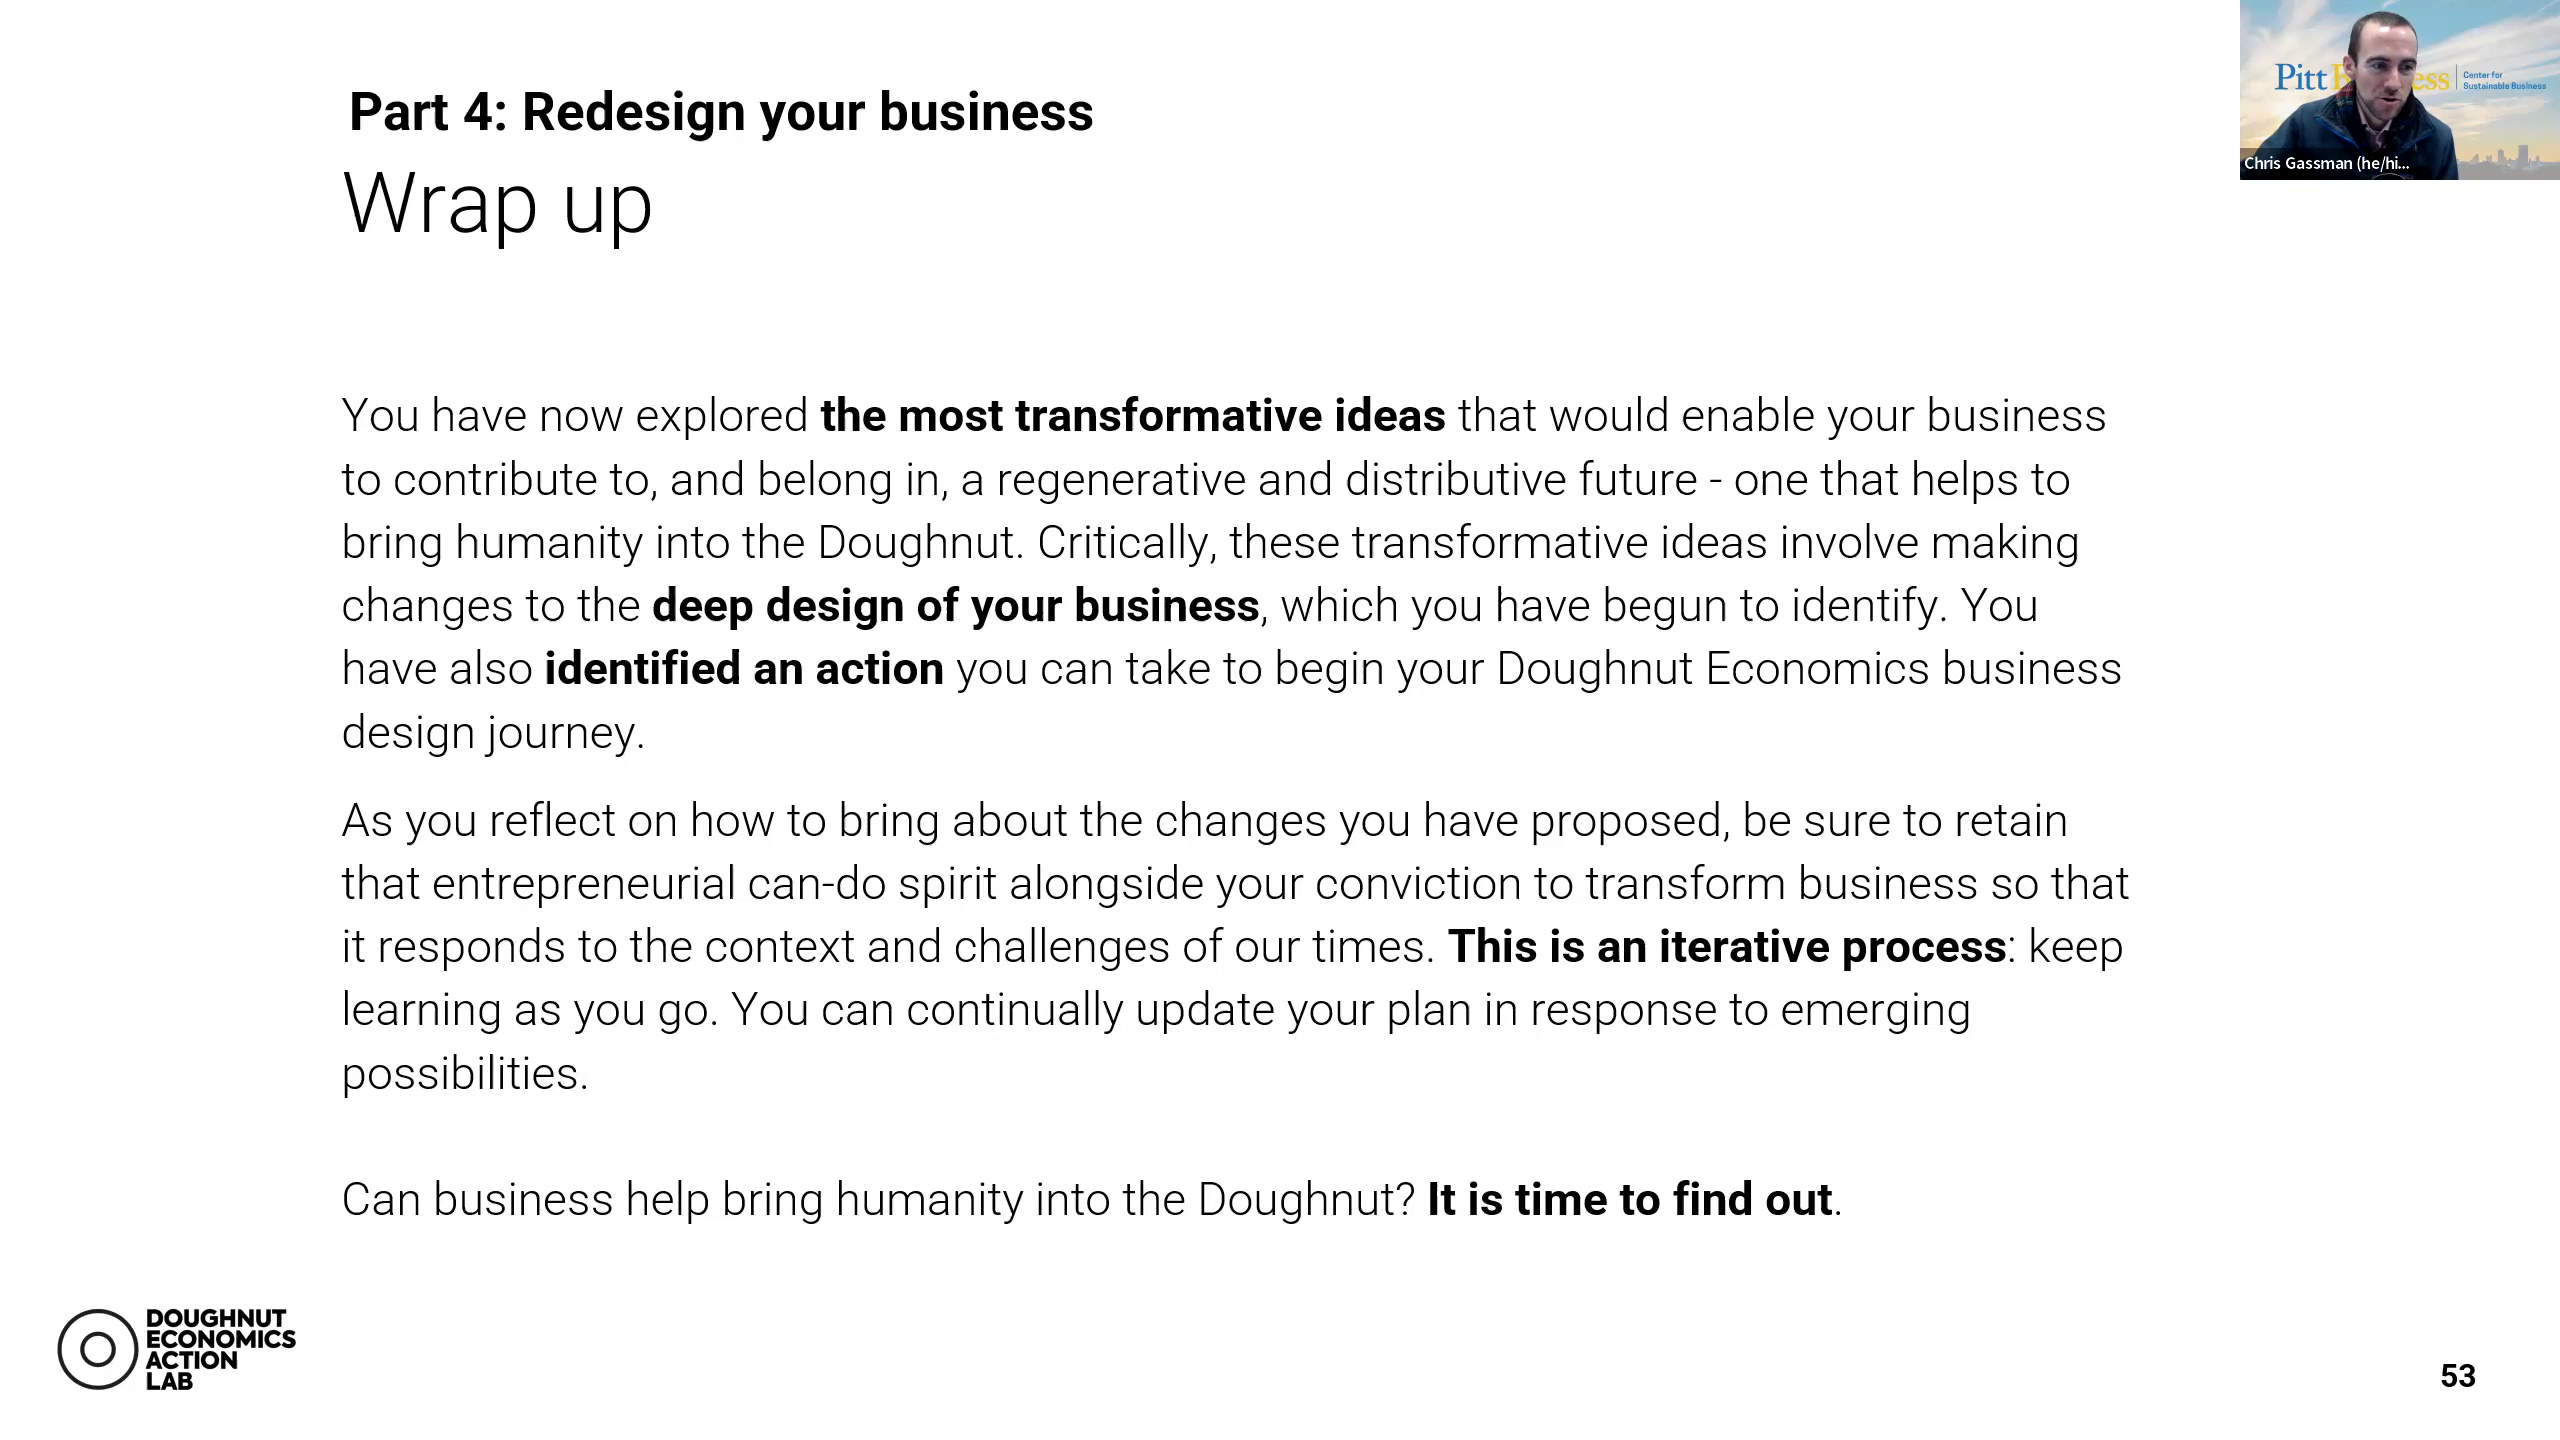 Part 4: Redesign your business
Wrap up
You have now explored the most transformative ideas that would enable your business
to contribute to, and belong in, a regenerative and distributive future - one that helps to
bring humanity into the Doughnut. Critically, these transformative ideas involve making
changes to the deep design of your business, which you have begun to identify. You
have also identified an action you can take to begin your Doughnut Economics business
design journey.
As you reflect on how to bring about the changes you have proposed, be sure to retain
that entrepreneurial can-do spirit alongside your conviction to transform business so that
it responds to the context and challenges of our times. This is an iterative process: keep
learning as you go. You can continually update your plan in response to emerging
possibilities.
Can business help bring humanity into the Doughnut? It is time to find out.
DOUGHNUT
ECONOMICS
ACTION
LAB
53
Pitt
Center for
Sustainable Business
Chris Gassman (he/hi...